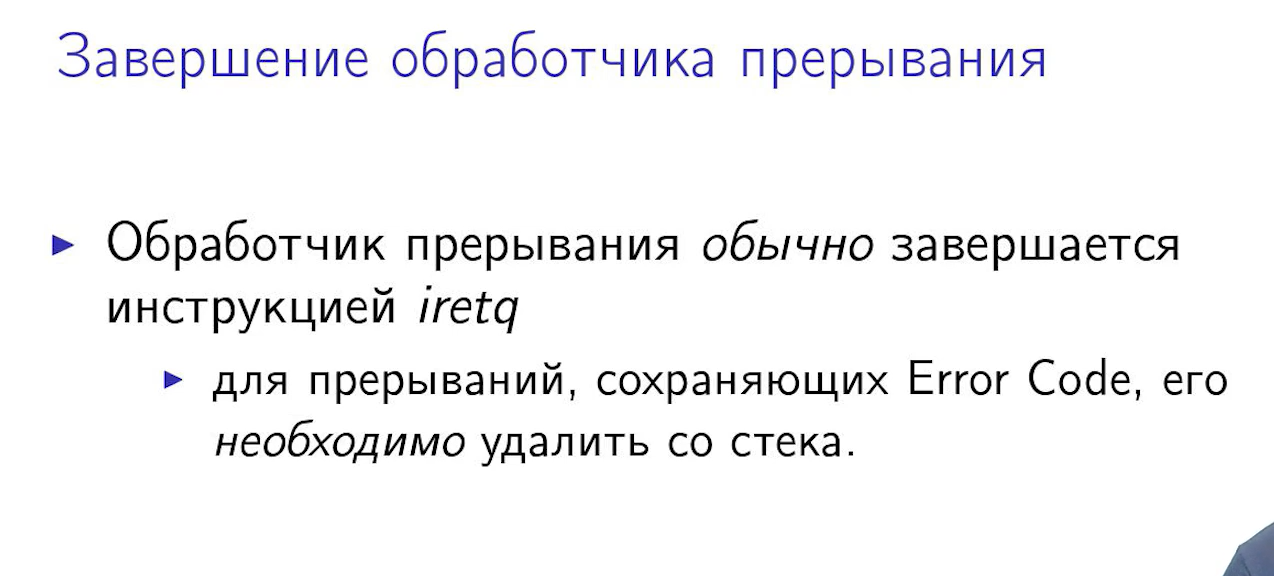 Завершение обработчика прерывания
Обработчик прерывания обычно завершается
инструкцией iretq
для прерываний, сохраняющих Error Code, его
необходимо удалить со стека.